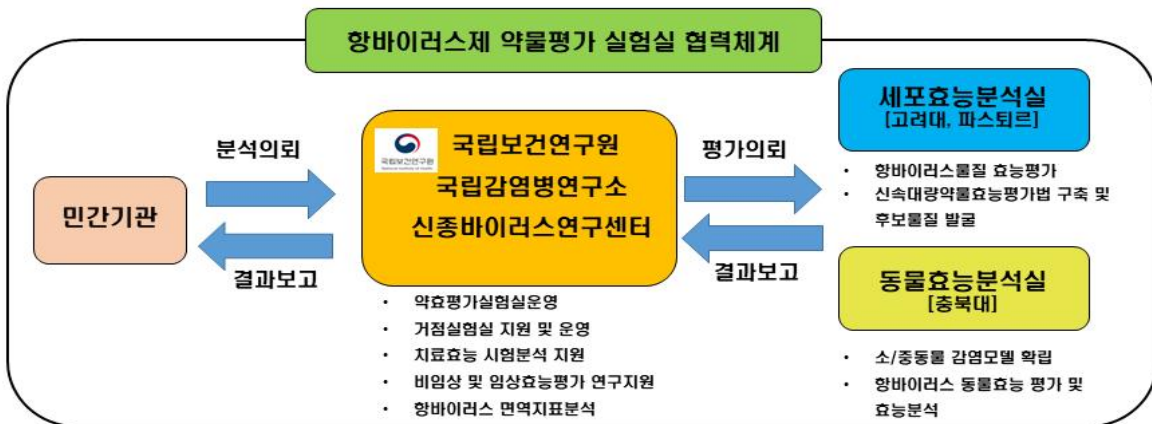 항바이러스제 약물평가 실험실 협력체계
민간기관
분석의뢰
결과보고
국립보건연구원
국립보건연구원
국립감염병연구소
신종바이러스연구센터
• 약효평가실험실운영
• 거점실험실 지원 및 운영
• 치료효능 시험분석 지원
• 비임상 및 임상효능평가 연구지원
• 항바이러스 면역지표분석
평가의뢰
결과보고
세포효능분석실
[고려대, 파스퇴르]
• 항바이러스물질 효능평가
• 신속대량약물효능평가법 구축 및
후보물질 발굴
동물효능분석실
[충북대]
• 소/중동물 감염모델 확립
• 항바이러스 동물효능 평가 및
효능분석